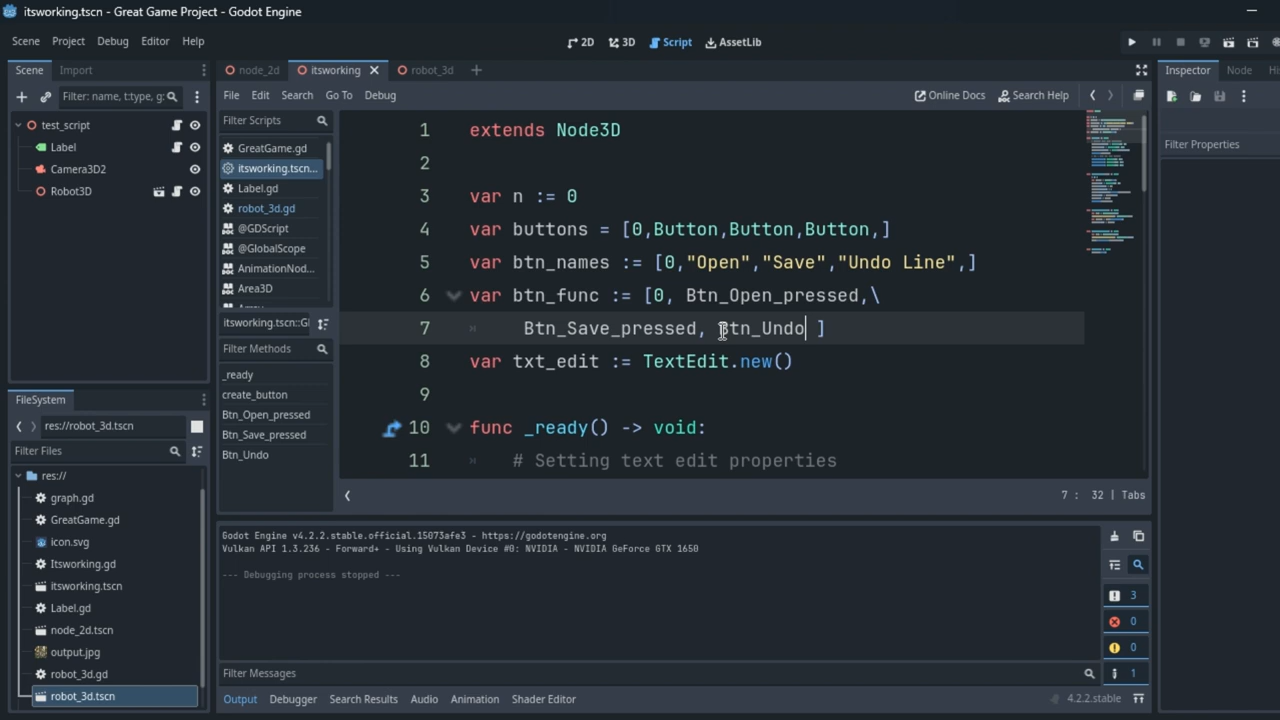 itsworking.tscn - Great Game Project - Godot Engine
Scene Project Debug Editor Help
2D 3D Script AssetLib
Scene Import
Filter: name, t:type, g:
test_script
Label
Camera3D2
Robot3D
FileSystem
res://robot_3d.tscn
Filter Files
res://
graph.gd
GreatGame.gd
icon.svg
Itsworking.gd
itsworking.tscn
Label.gd
node_2d.tscn
output.jpg
robot_3d.gd
robot_3d.tscn
node_2d itsworking robot_3d
File Edit Search Go To Debug
Online Docs Search Help
Filter Scripts
GreatGame.gd
itsworking.tscn...
Label.gd
robot_3d.gd
@GDScript
@GlobalScope
AnimationNod...
Area3D
itsworking.tscn::G
Filter Methods
_ready
create_button
Btn_Open_pressed
Btn_Save_pressed
Btn_Undo
1 extends Node3D
2
3 var n := 0
4 var buttons = [0,Button,Button,Button,]
5 var btn_names := [0,"Open","Save","Undo Line",]
6 var btn_func := [0, Btn_Open_pressed,\
7 Btn_Save_pressed, Btn_Undo ]
8 var txt_edit := TextEdit.new()
9
10 func _ready() -> void:
11 # Setting text edit properties
7 : 32 | Tabs
Godot Engine v4.2.2.stable.official.15073afe3 - https://godotengine.org
Vulkan API 1.3.236 - Forward+ - Using Vulkan Device #0: NVIDIA - NVIDIA GeForce GTX 1650
--- Debugging process stopped ---
3
0
0
1
Filter Messages
Output Debugger Search Results Audio Animation Shader Editor
4.2.2.stable
Inspector Node
Filter Properties